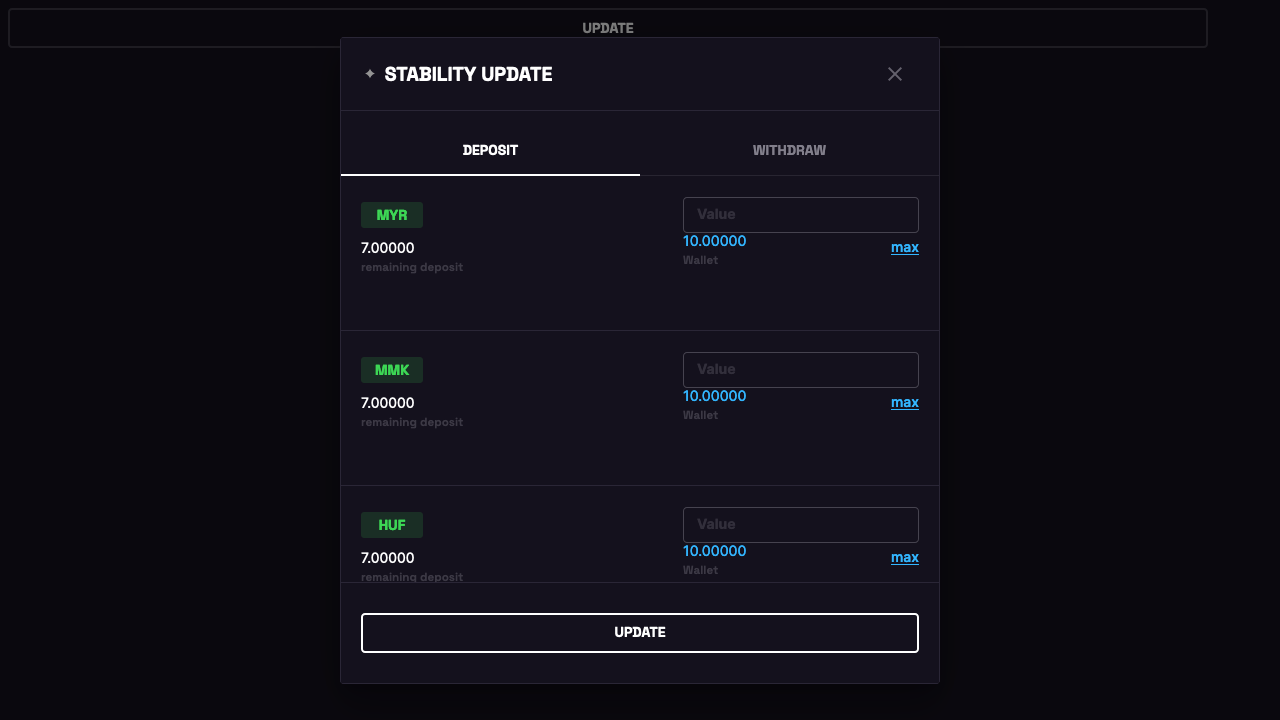 UPDATE
STABILITY UPDATE
DEPOSIT
WITHDRAW
MYR
Value
7.00000
10.00000
max
remaining deposit
Wallet
MMK
Value
7.00000
10.00000
max
remaining deposit
Wallet
HUF
Value
7.00000
10.00000
max
remaining deposit
Wallet
UPDATE